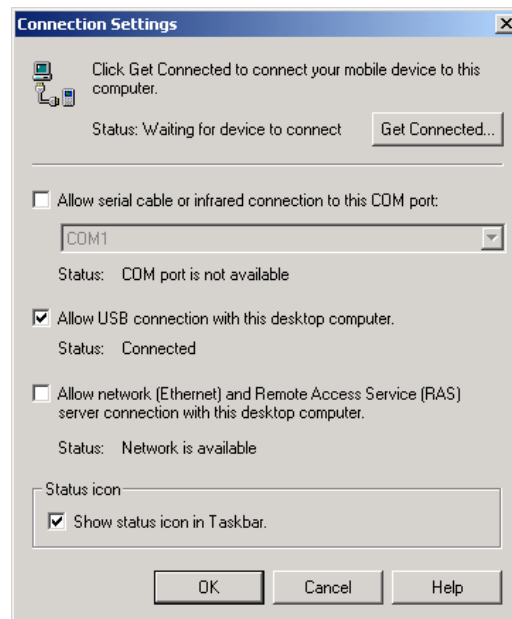 Connection Settings
Click Get Connected to connect your mobile device to this
computer.
Status: Waiting for device to connect
Get Connected...
Allow serial cable or infrared connection to this COM port:
COM1
Status: COM port is not available
Allow USB connection with this desktop computer.
Status: Connected
Allow network (Ethernet) and Remote Access Service (RAS)
server connection with this desktop computer.
Status: Network is available
Status icon
Show status icon in Taskbar.
OK
Cancel
Help